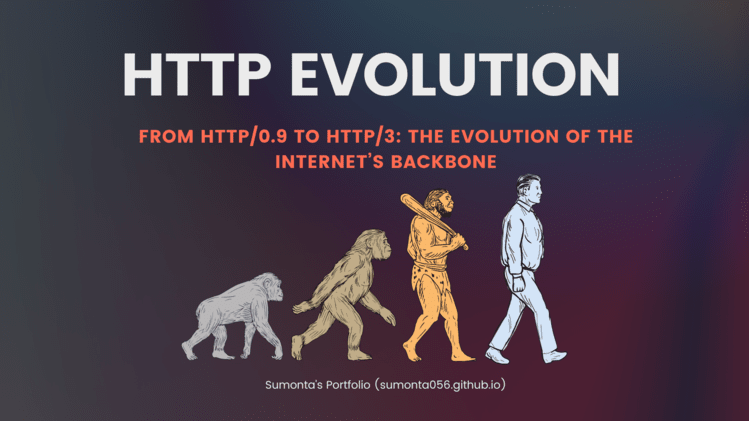 HTTP EVOLUTION
FROM HTTP/0.9 TO HTTP/3: THE EVOLUTION OF THE
INTERNET'S BACKBONE
Sumonta's Portfolio (sumonta056.github.io)